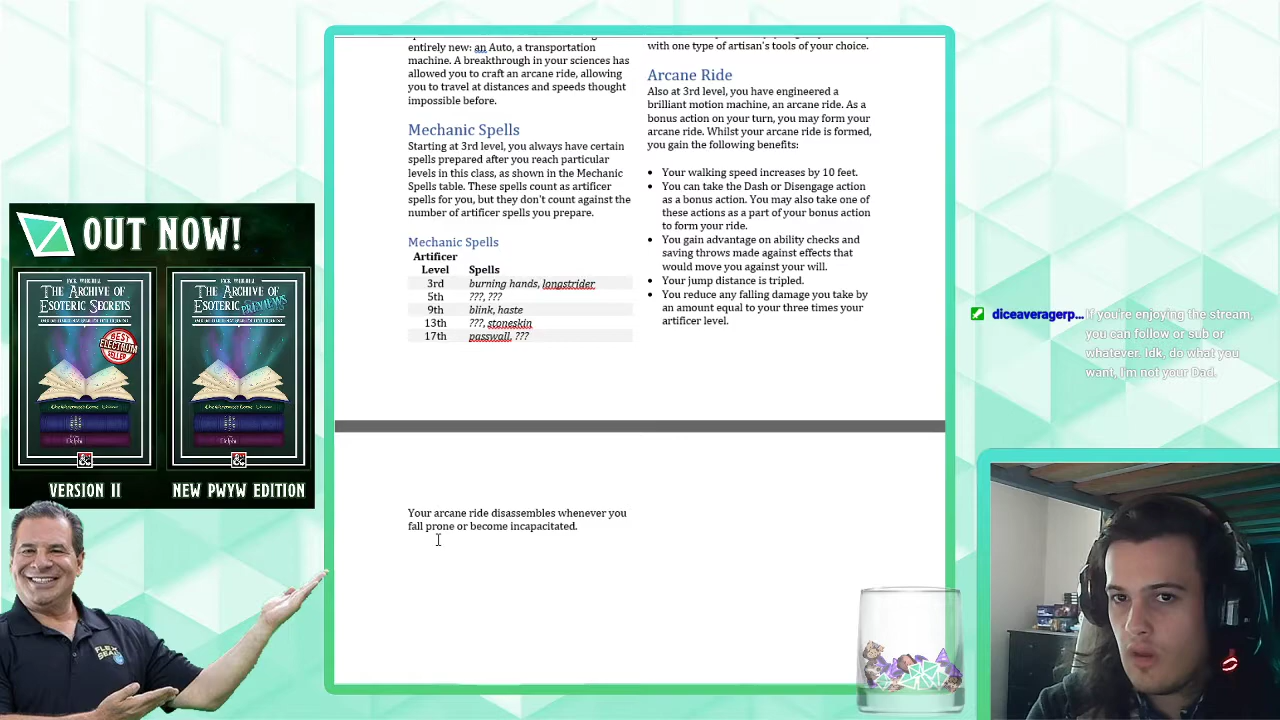 OUT NOW!
THE ARCHIVE OF
ESOTERIC SECRETS
BEST
ELECTRUM
SELLER
THE ARCHIVE OF
ESOTERIC PREVIEWS
VERSION II
NEW PWYW EDITION
entirely new: an Auto, a transportation
machine. A breakthrough in your sciences has
allowed you to craft an arcane ride, allowing
you to travel at distances and speeds thought
impossible before.
Mechanic Spells
Starting at 3rd level, you always have certain
spells prepared after you reach particular
levels in this class, as shown in the Mechanic
Spells table. These spells count as artificer
spells for you, but they don't count against the
number of artificer spells you prepare.
Mechanic Spells
Artificer
Level Spells
3rd burning hands, longstrider
5th ???, ???
9th blink, haste
13th ???, stoneskin
17th passwall, ???
with one type of artisan's tools of your choice.
Arcane Ride
Also at 3rd level, you have engineered a
brilliant motion machine, an arcane ride. As a
bonus action on your turn, you may form your
arcane ride. Whilst your arcane ride is formed,
you gain the following benefits:
• Your walking speed increases by 10 feet.
• You can take the Dash or Disengage action
as a bonus action. You may also take one of
these actions as a part of your bonus action
to form your ride.
• You gain advantage on ability checks and
saving throws made against effects that
would move you against your will.
• Your jump distance is tripled.
• You reduce any falling damage you take by
an amount equal to your three times your
artificer level.
Your arcane ride disassembles whenever you
fall prone or become incapacitated.
diceaveragerp... If you're enjoying the stream,
you can follow or sub or
whatever. Idk, do what you
want, I'm not your Dad.